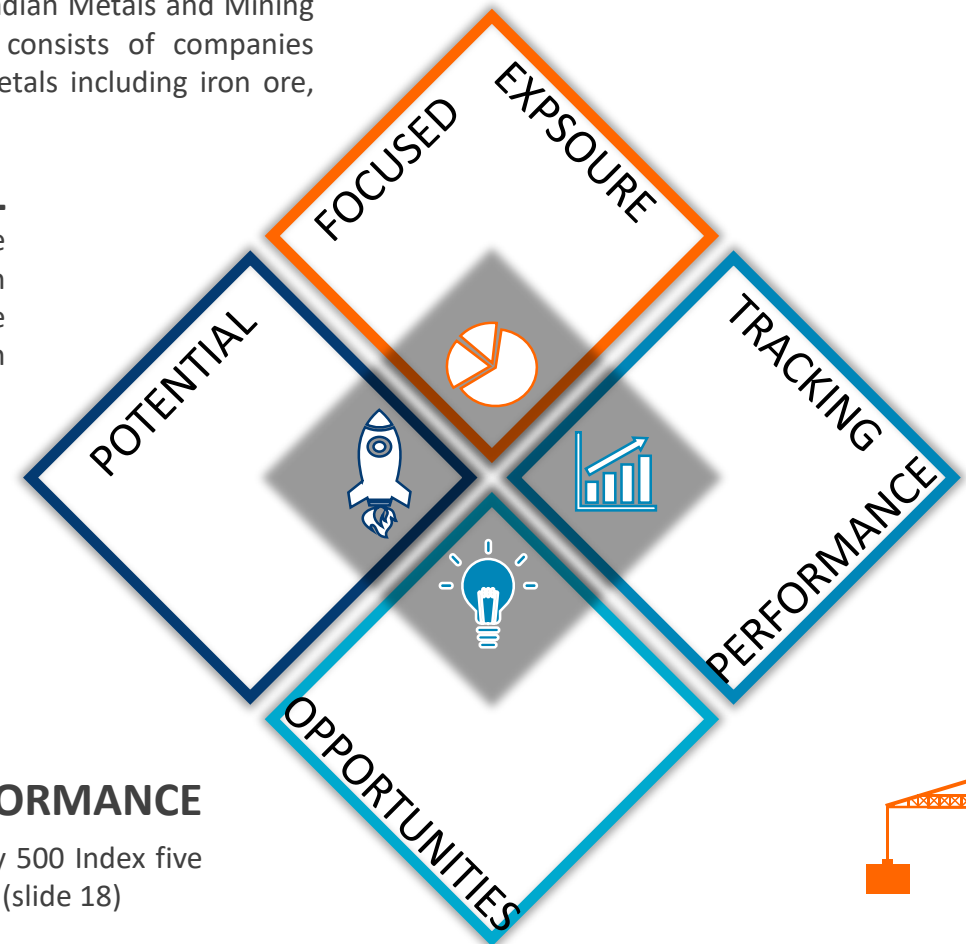 ndian Metals and Mining
consists of companies
etals including iron ore,
FOCUSED
EXPSOURE
e
n
e
n
POTENTIAL
TRACKING
PERFORMANCE
OPPORTUNITIES
ORMANCE
y 500 Index five
(slide 18)